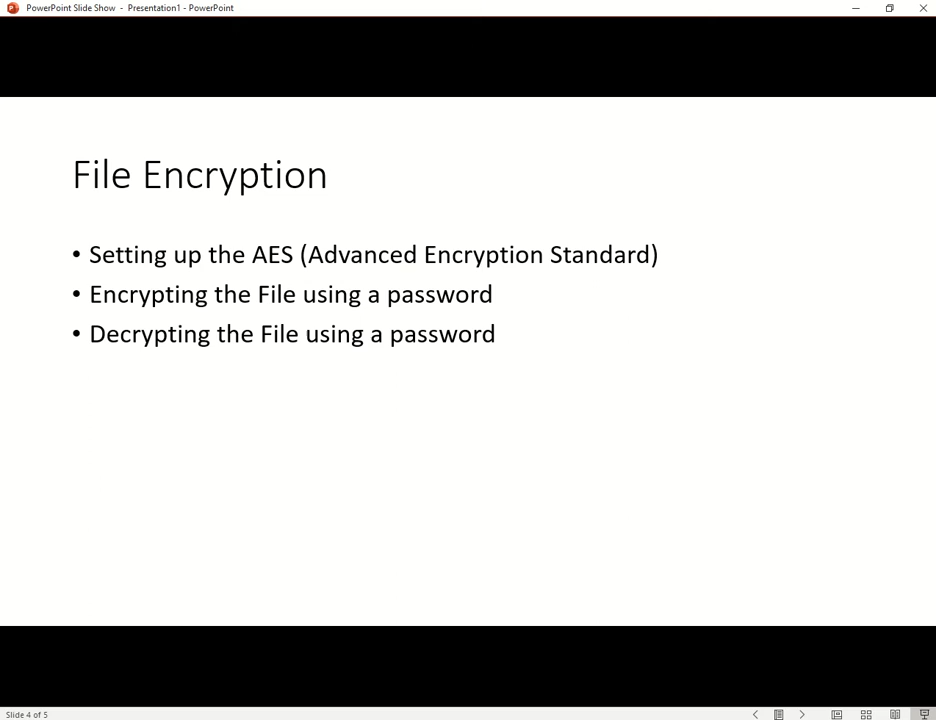 PowerPoint Slide Show - Presentation1 - PowerPoint
File Encryption
• Setting up the AES (Advanced Encryption Standard)
• Encrypting the File using a password
• Decrypting the File using a password
Slide 4 of 5